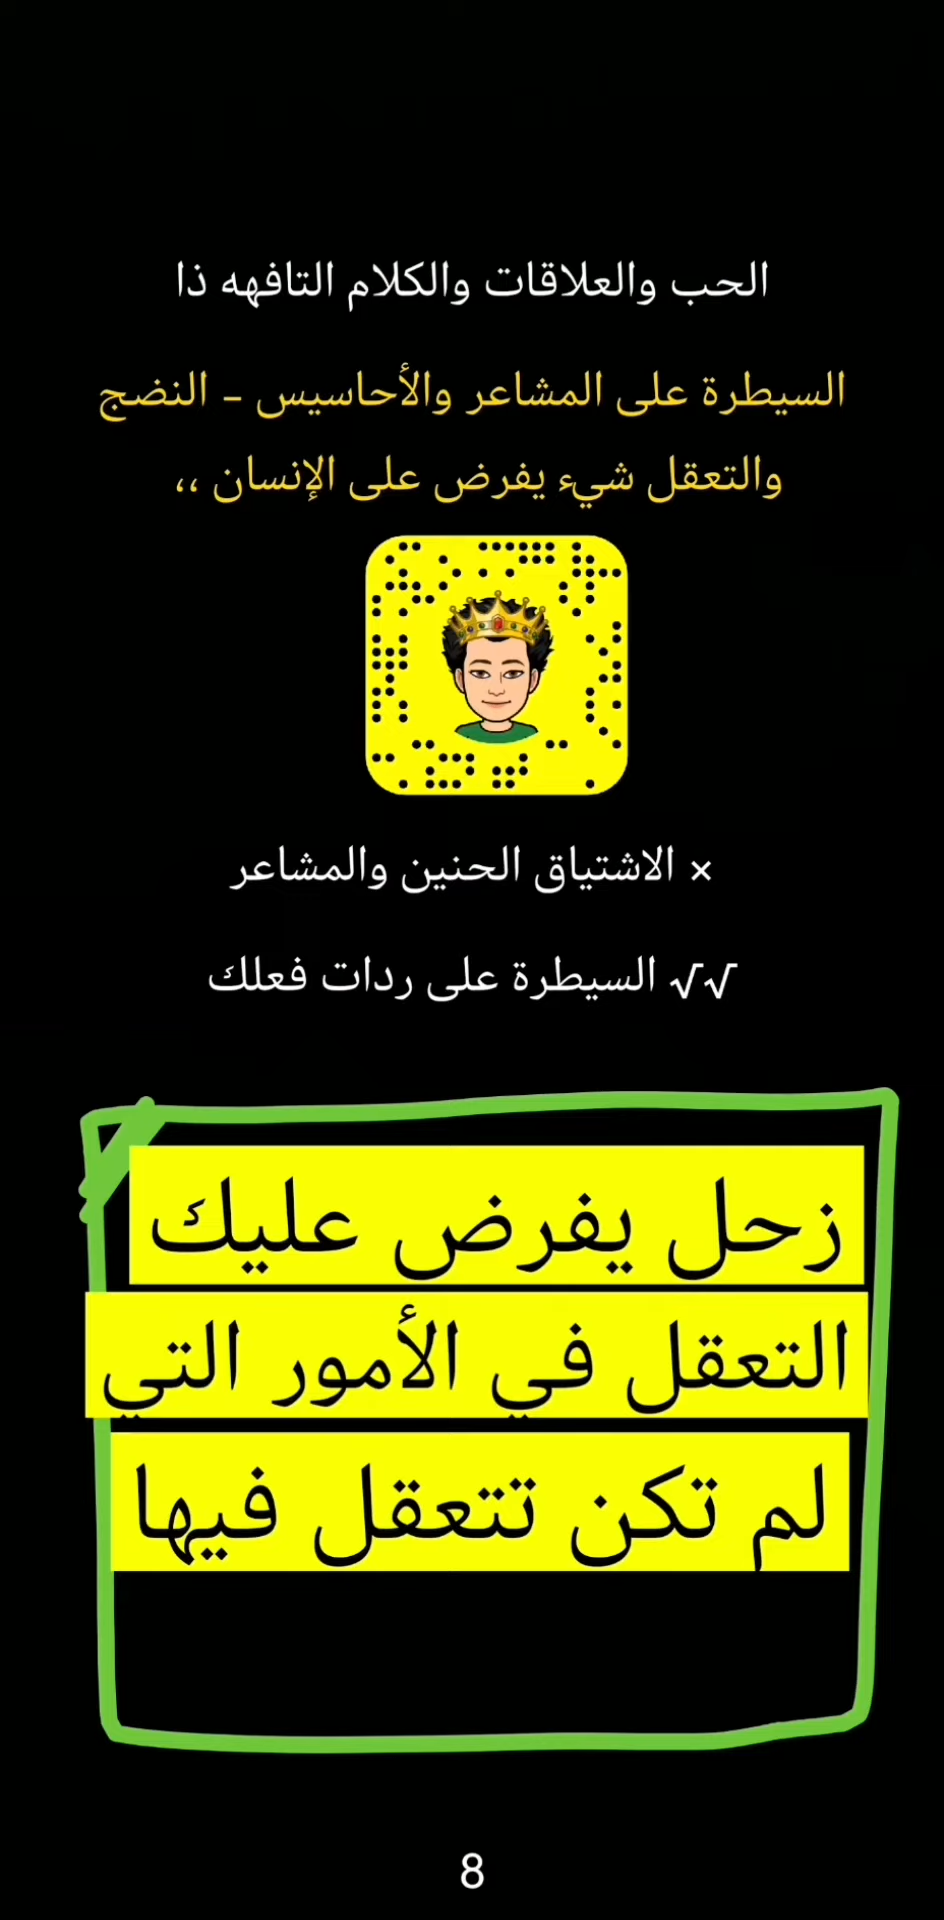 الحب والعلاقات والكلام التافهه ذا
السيطرة على المشاعر والأحاسيس - النضج
والتعقل شيء يفرض على الإنسان ،،
× الاشتياق الحنين والمشاعر
√√ السيطرة على ردات فعلك
زحل يفرض عليك
التعقل في الأمور التي
لم تكن تتعقل فيها
8